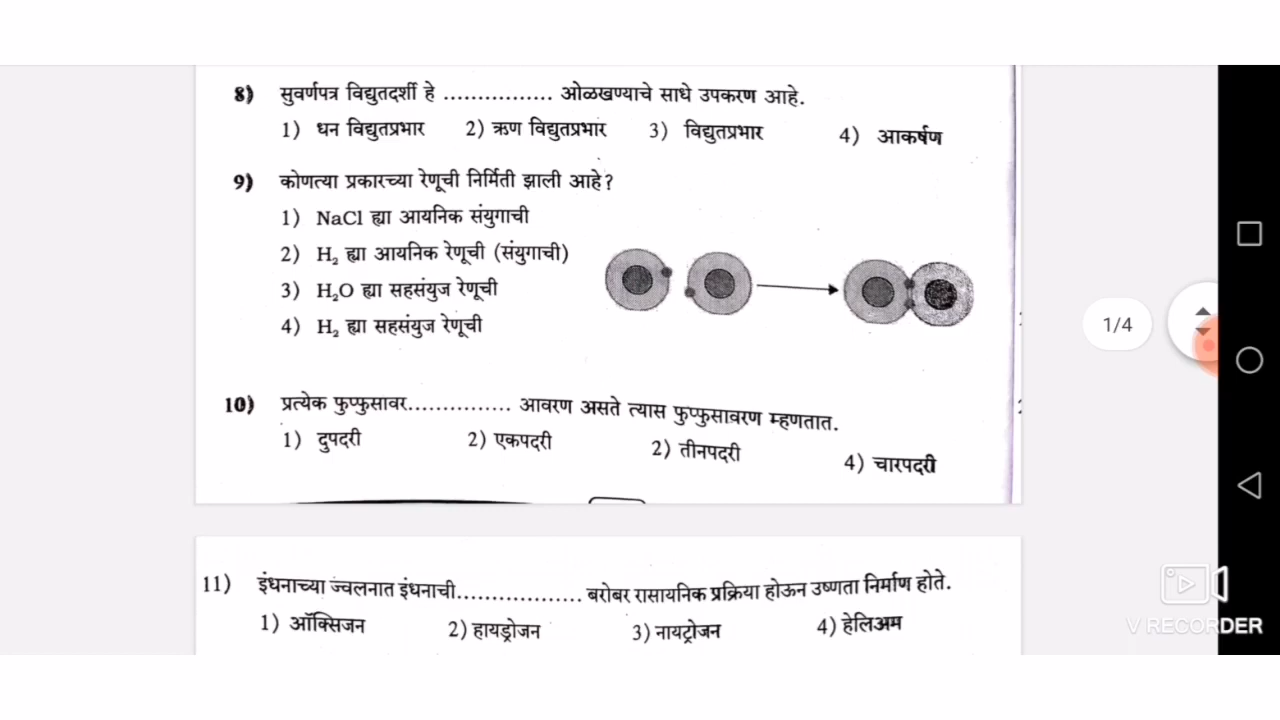 8) सुवर्णपत्र विद्युतदर्शी हे ................ ओळखण्याचे साधे उपकरण आहे.
1) धन विद्युतप्रभार 2) ऋण विद्युतप्रभार 3) विद्युतप्रभार 4) आकर्षण
9) कोणत्या प्रकारच्या रेणूची निर्मिती झाली आहे?
1) NaCl ह्या आयनिक संयुगाची
2) H₂ ह्या आयनिक रेणूची (संयुगाची)
3) H₂O ह्या सहसंयुज रेणूची
4) H₂ ह्या सहसंयुज रेणूची
1/4
10) प्रत्येक फुप्फुसावर............... आवरण असते त्यास फुप्फुसावरण म्हणतात.
1) दुपदरी 2) एकपदरी 2) तीनपदरी 4) चारपदरी
11) इंधनाच्या ज्वलनात इंधनाची.................. बरोबर रासायनिक प्रक्रिया होऊन उष्णता निर्माण होते.
1) ऑक्सिजन 2) हायड्रोजन 3) नायट्रोजन 4) हेलिअम
V RECORDER